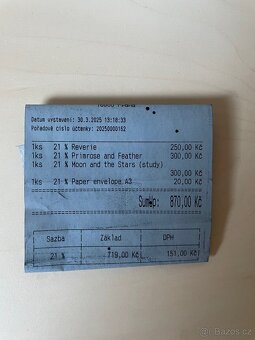 Datum vystavení: 30.3.2025 13:18:33
Pořadové číslo účtenky: 20250000152
1ks 21 % Reverie 250,00 Kč
1ks 21 % Primrose and Feather 300,00 Kč
1ks 21 % Moon and the Stars (study)
300,00 Kč
1ks 21 % Paper envelope A3 20,00 Kč
Suma: 870,00 Kč
Sazba Základ DPH
21 % 719,00 Kč 151,00 Kč
Bazoš.cz